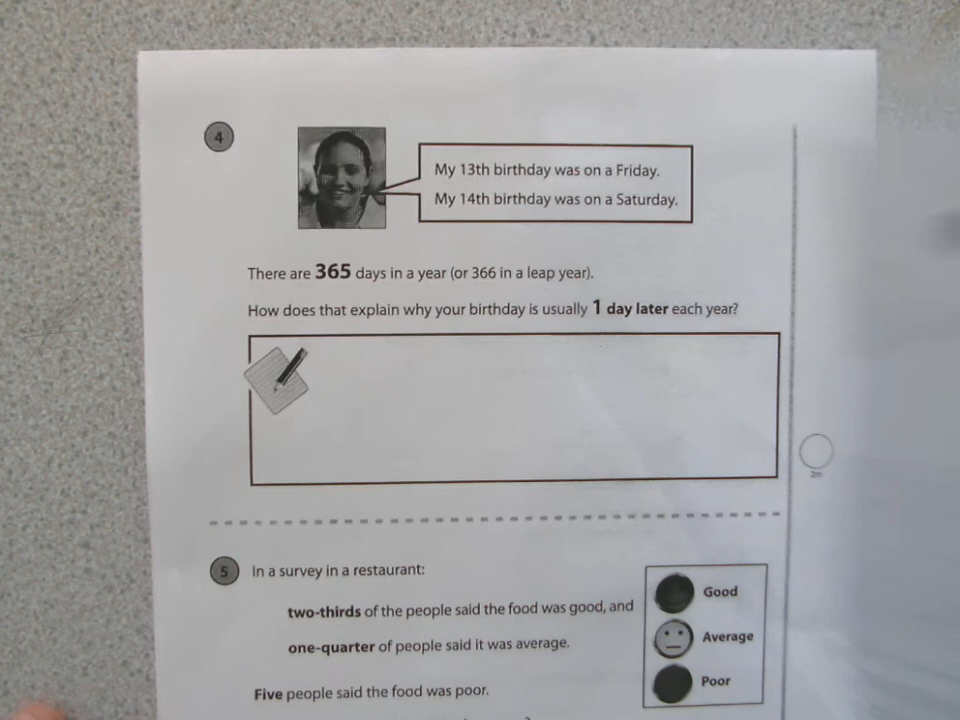 4
My 13th birthday was on a Friday.
My 14th birthday was on a Saturday.
There are 365 days in a year (or 366 in a leap year).
How does that explain why your birthday is usually 1 day later each year?
5
In a survey in a restaurant:
two-thirds of the people said the food was good, and
one-quarter of people said it was average.
Five people said the food was poor.
Good
Average
Poor